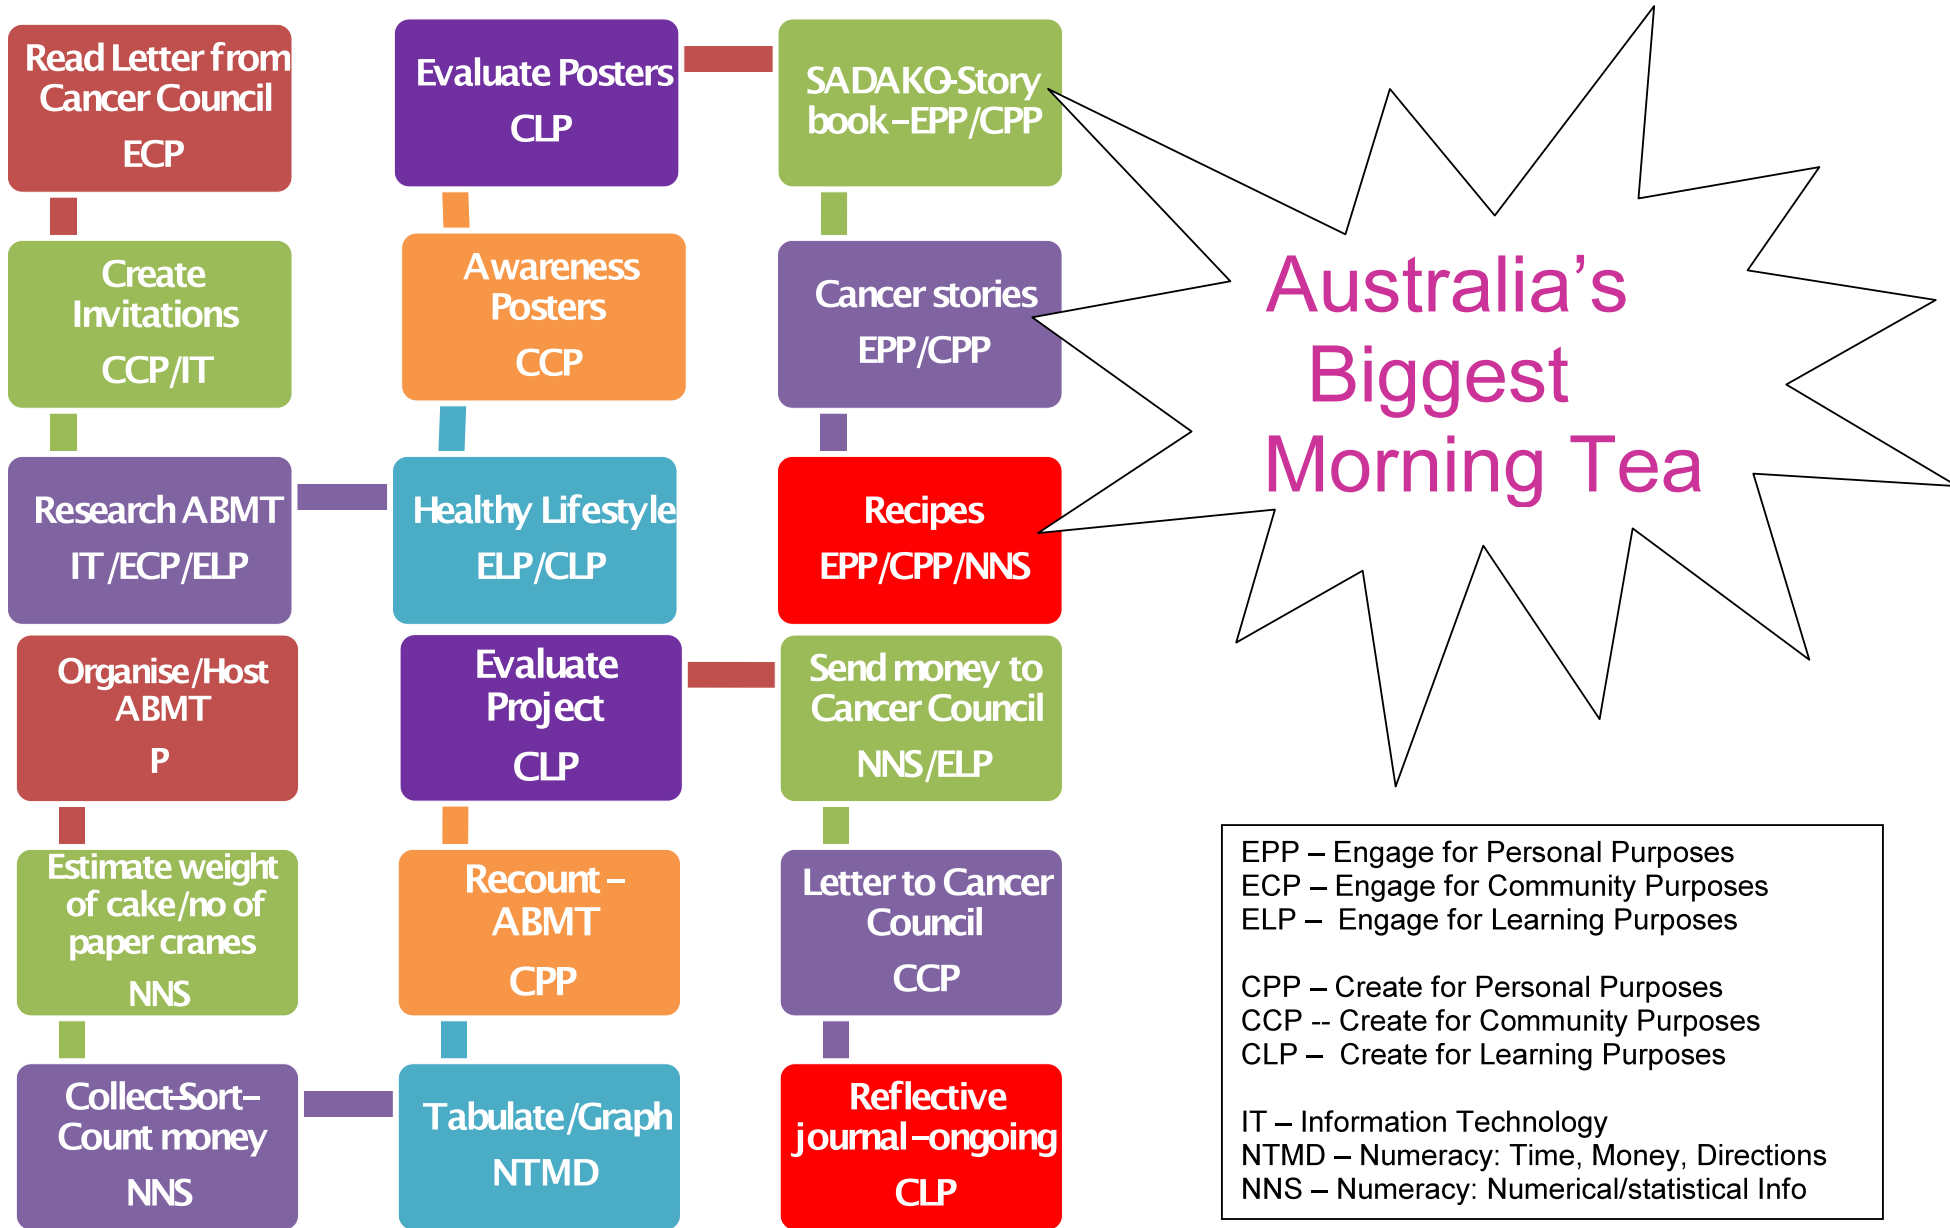 Read Letter from
Cancer Council
ECP
Create
Invitations
CCP/IT
Research ABMT
IT/ECP/ELP
Healthy Lifestyle
ELP/CLP
Awareness
Posters
CCP
Evaluate Posters
CLP
SADAKO-Story
book-EPP/CPP
Cancer stories
EPP/CPP
Recipes
EPP/CPP/NNS
Australia's
Biggest
Morning Tea
Organise/Host
ABMT
P
Estimate weight
of cake/no of
paper cranes
NNS
Collect-Sort-
Count money
NNS
Tabulate/Graph
NTMD
Recount –
ABMT
CPP
Evaluate
Project
CLP
Send money to
Cancer Council
NNS/ELP
Letter to Cancer
Council
CCP
Reflective
journal-ongoing
CLP
EPP – Engage for Personal Purposes
ECP – Engage for Community Purposes
ELP – Engage for Learning Purposes
CPP – Create for Personal Purposes
CCP -- Create for Community Purposes
CLP – Create for Learning Purposes
IT – Information Technology
NTMD – Numeracy: Time, Money, Directions
NNS – Numeracy: Numerical/statistical Info